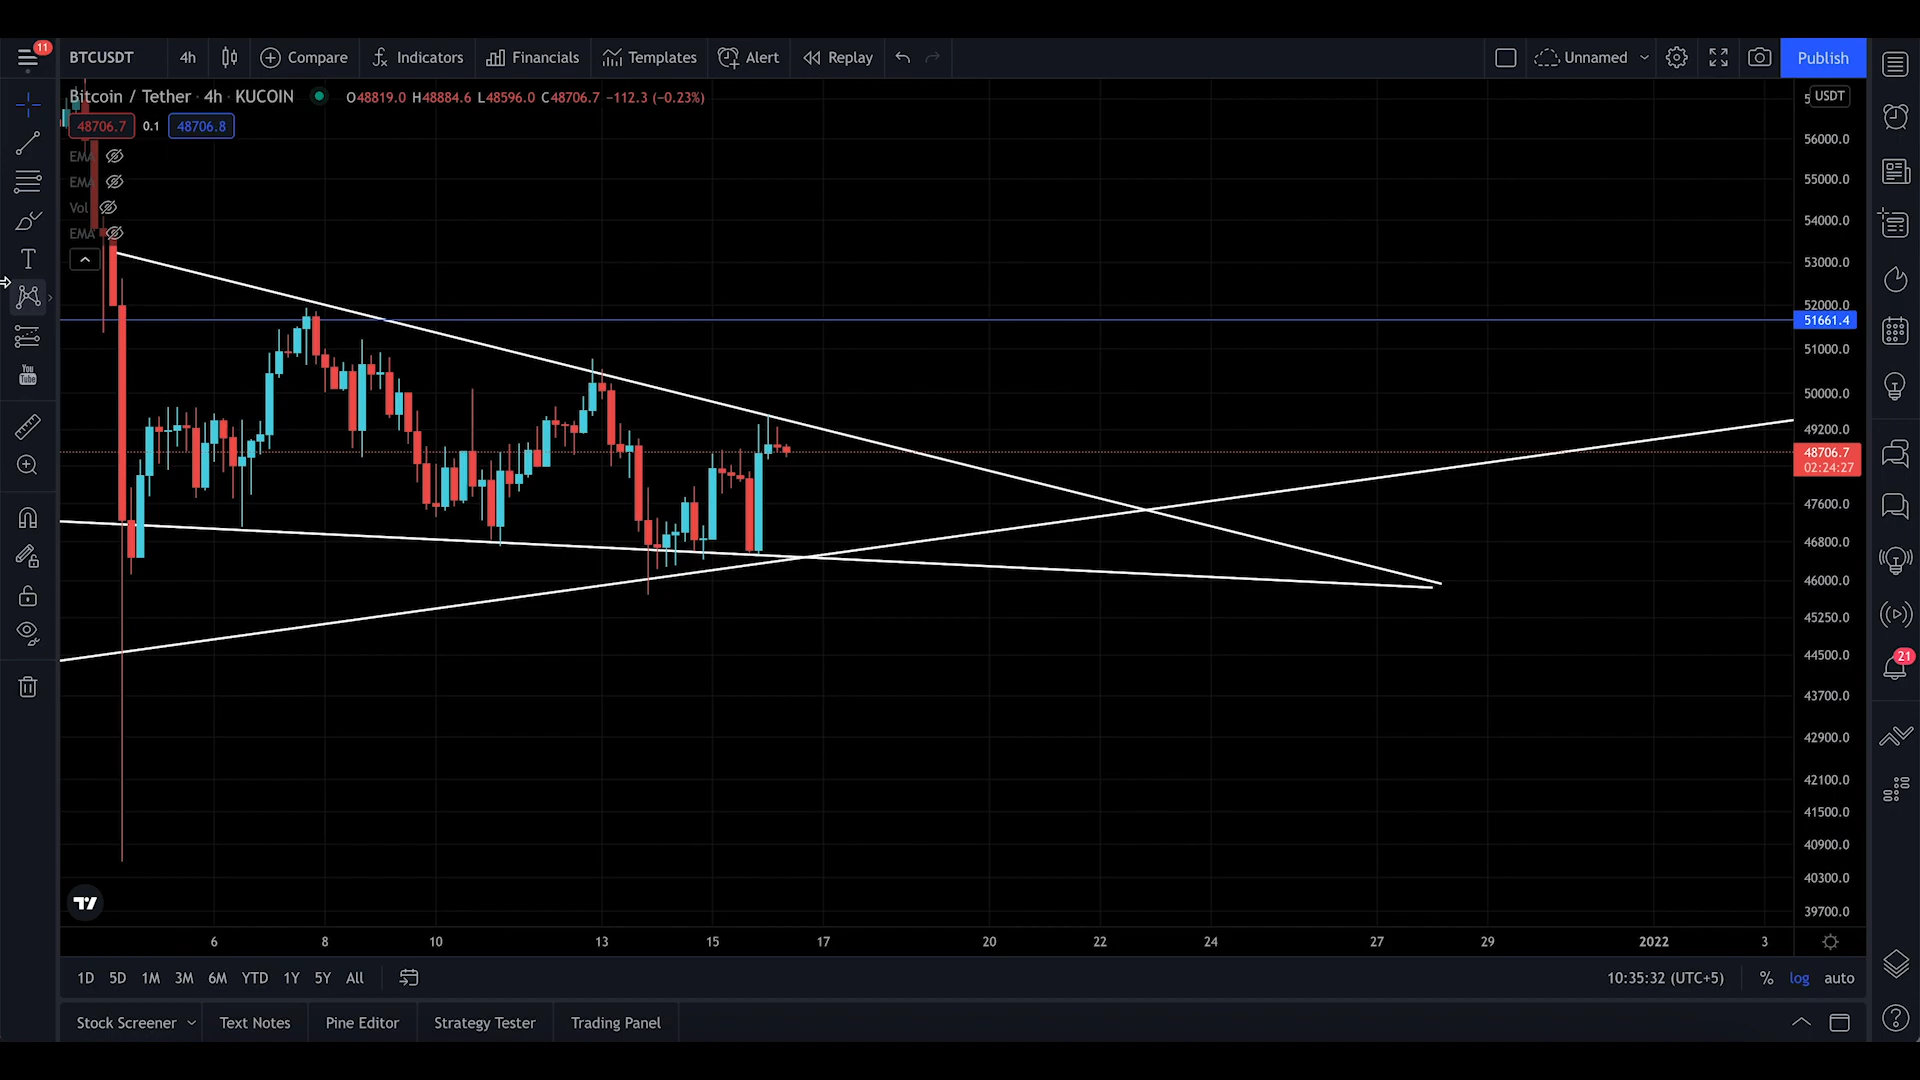 11
BTCUSDT 4h Compare Indicators Financials Templates Alert Replay Unnamed Publish
Bitcoin / Tether · 4h · KUCOIN O48819.0 H48884.6 L48596.0 C48706.7 −112.3 (−0.23%)
48706.7 0.1 48706.8
EMA
EMA
Vol
EMA
T
You
Tube
USDT
56000.0
55000.0
54000.0
53000.0
52000.0
51661.4
51000.0
50000.0
49200.0
48706.7
02:24:27
47600.0
46800.0
46000.0
45250.0
44500.0
43700.0
42900.0
42100.0
41500.0
40900.0
40300.0
39700.0
21
6 8 10 13 15 17 20 22 24 27 29 2022 3
1D 5D 1M 3M 6M YTD 1Y 5Y All 10:35:32 (UTC+5) % log auto
Stock Screener Text Notes Pine Editor Strategy Tester Trading Panel